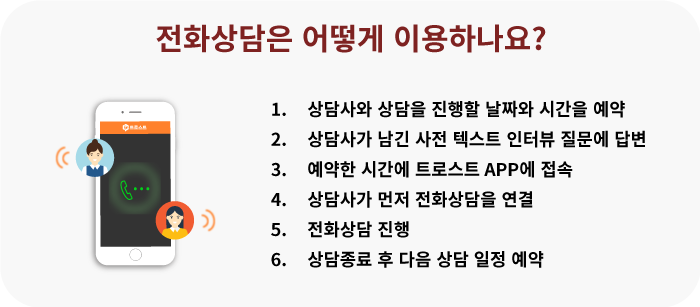 전화상담은 어떻게 이용하나요?
트로스트
1. 상담사와 상담을 진행할 날짜와 시간을 예약
2. 상담사가 남긴 사전 텍스트 인터뷰 질문에 답변
3. 예약한 시간에 트로스트 APP에 접속
4. 상담사가 먼저 전화상담을 연결
5. 전화상담 진행
6. 상담종료 후 다음 상담 일정 예약